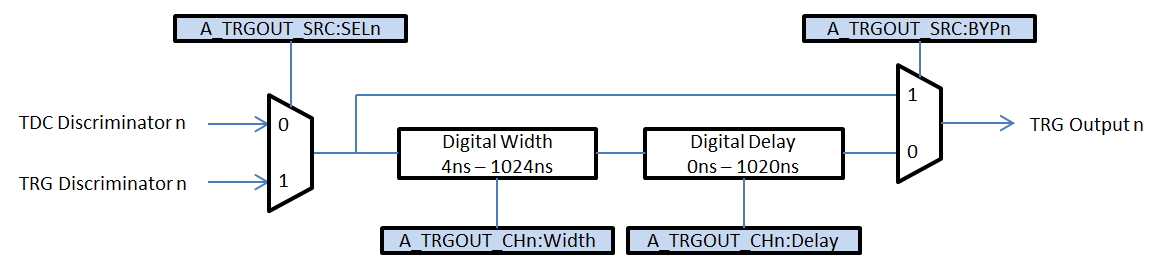 A_TRGOUT_SRC:SELn
A_TRGOUT_SRC:BYPn
TDC Discriminator n
0
1
TRG Output n
Digital Width
4ns – 1024ns
Digital Delay
0ns – 1020ns
0
TRG Discriminator n
1
A_TRGOUT_CHn:Width
A_TRGOUT_CHn:Delay